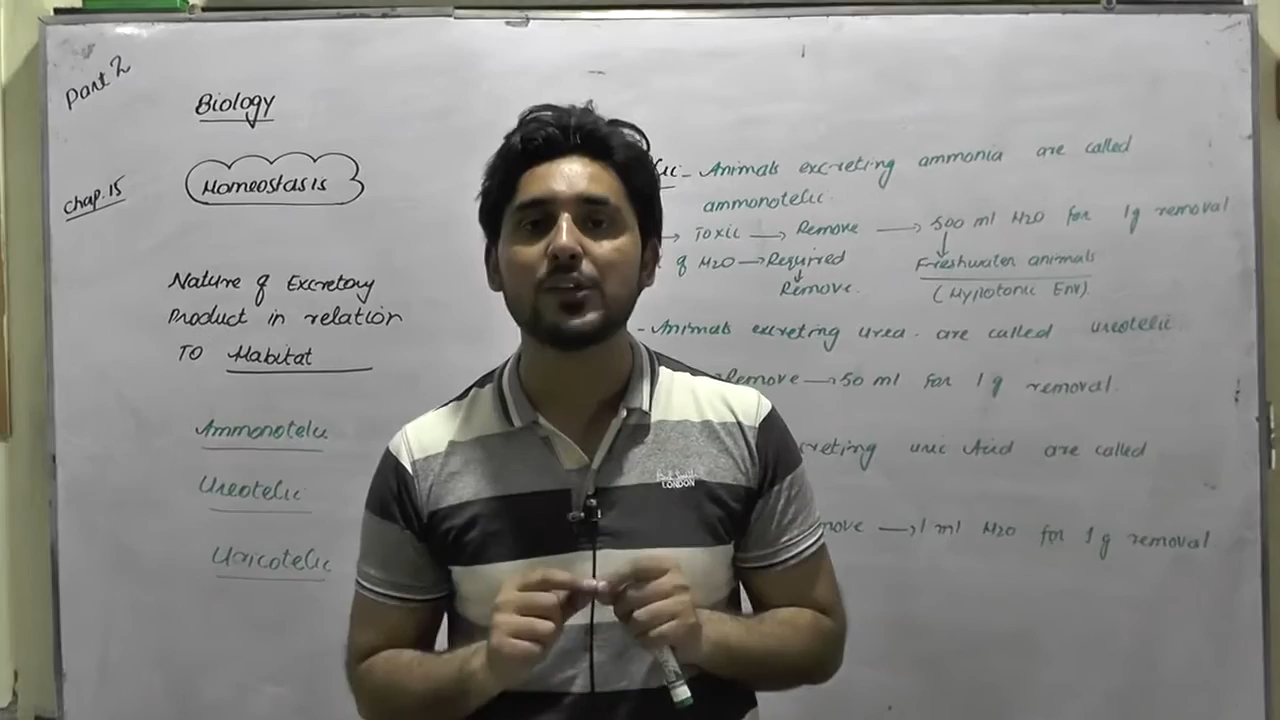 Part 2
Biology
Chap. 15
Homeostasis
Nature of Excretory
Product in relation
To Habitat
Ammonotelic
Ureotelic
Uricotelic
Animals excreting ammonia are called
ammonotelic
→ Toxic → Remove → 500 ml H2O for 1g removal
of H2O → Required
↓
Remove.
↓
Freshwater animals
(Hypotonic Env).
- Animals excreting urea. are called ureotelic
Remove → 50 ml for 1g removal.
uric Acid are called
→ 1 ml H2O for 1g removal
LONDON